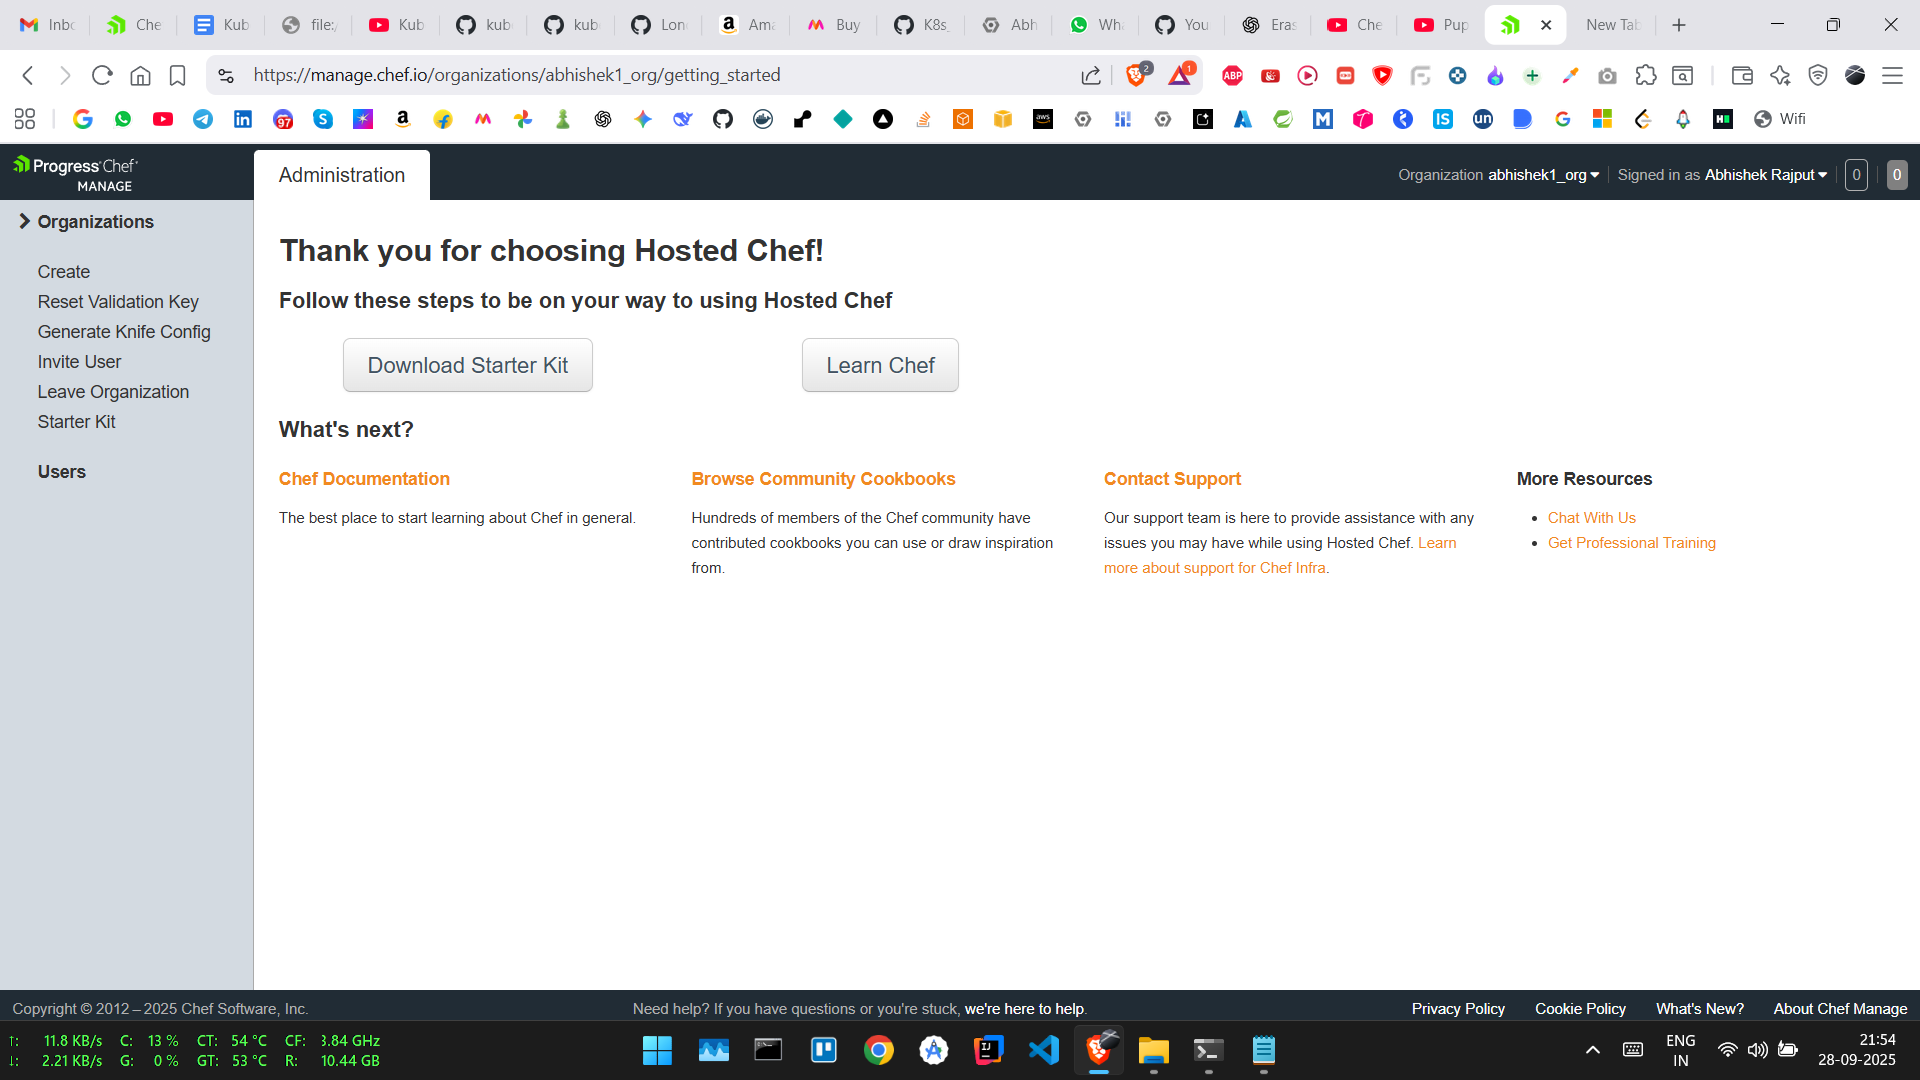 Inbo
Che
Kub
file:/
Kub
kub
kub
Lon
Ama
Buy
K8s_
Abh
Wha
You
Eras
Che
Pup
New Tab
https://manage.chef.io/organizations/abhishek1_org/getting_started
2
1
ABP
97
aws
IS
un
Wifi
Progress Chef
MANAGE
Administration
Organization abhishek1_org
Signed in as Abhishek Rajput
0
0
Organizations
Create
Reset Validation Key
Generate Knife Config
Invite User
Leave Organization
Starter Kit
Users
Thank you for choosing Hosted Chef!
Follow these steps to be on your way to using Hosted Chef
Download Starter Kit
Learn Chef
What's next?
Chef Documentation
The best place to start learning about Chef in general.
Browse Community Cookbooks
Hundreds of members of the Chef community have
contributed cookbooks you can use or draw inspiration
from.
Contact Support
Our support team is here to provide assistance with any
issues you may have while using Hosted Chef. Learn
more about support for Chef Infra.
More Resources
Chat With Us
Get Professional Training
Copyright © 2012 – 2025 Chef Software, Inc.
Need help? If you have questions or you're stuck, we're here to help.
Privacy Policy
Cookie Policy
What's New?
About Chef Manage
↑: 11.8 KB/s C: 13 % CT: 54 °C CF: 3.84 GHz
↓: 2.21 KB/s G: 0 % GT: 53 °C R: 10.44 GB
ENG
IN
21:54
28-09-2025